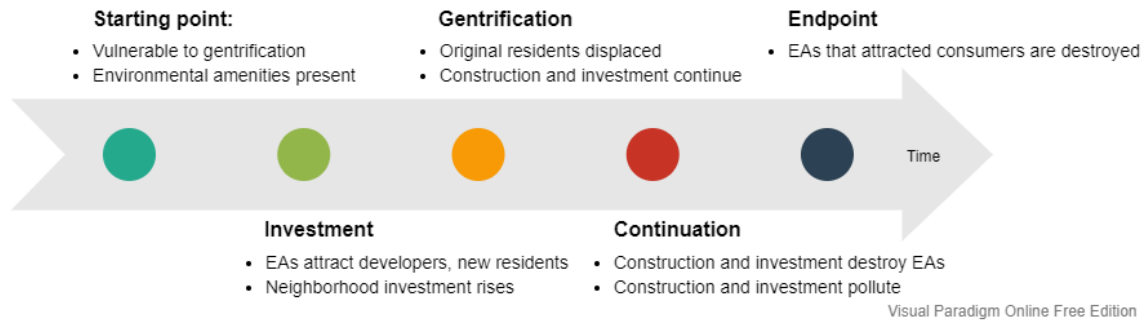 Starting point:
• Vulnerable to gentrification
• Environmental amenities present
Investment
• EAs attract developers, new residents
• Neighborhood investment rises
Gentrification
• Original residents displaced
• Construction and investment continue
Continuation
• Construction and investment destroy EAs
• Construction and investment pollute
Endpoint
• EAs that attracted consumers are destroyed
Time
Visual Paradigm Online Free Edition